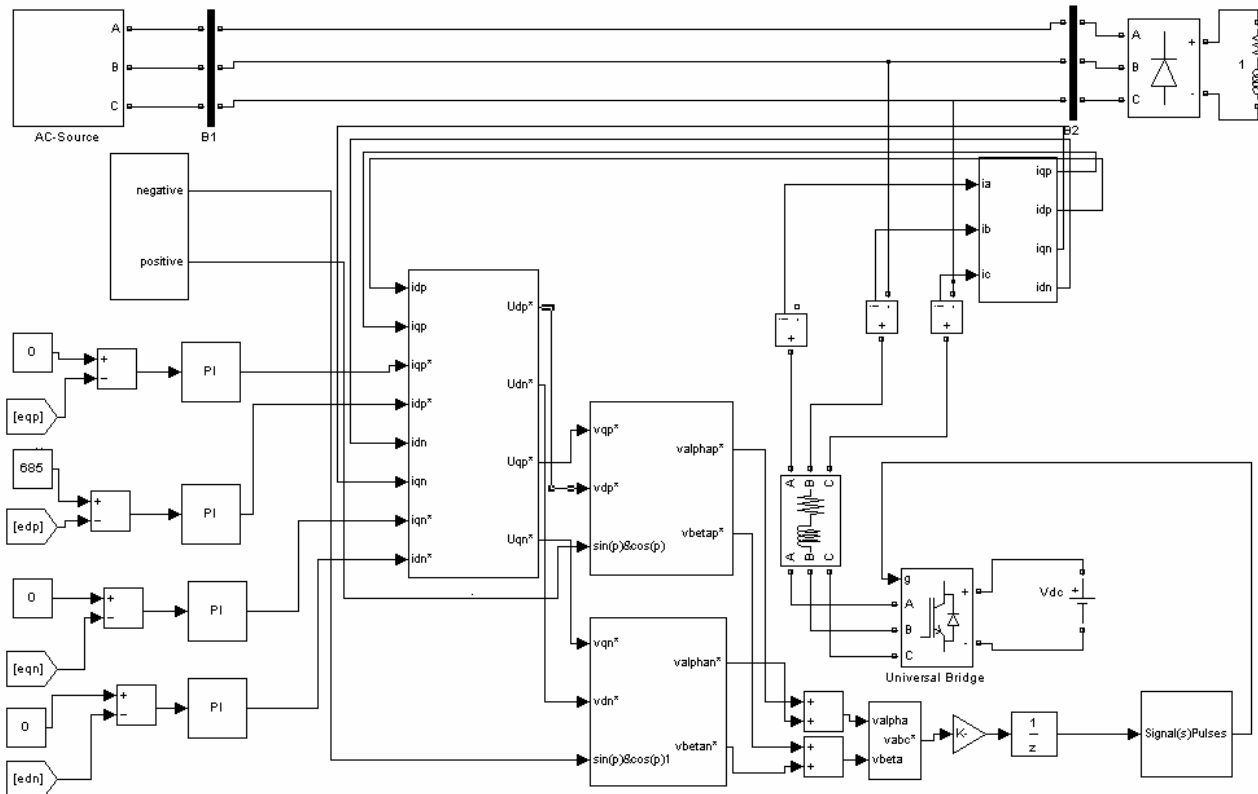 A
B
C
AC-Source
B1
B2
A
B
C
+
-
1
negative
positive
ia
ib
ic
iqp
idp
iqn
idn
i
-
+
i
-
+
i
-
+
idp
iqp
iqp*
idp*
idn
iqn
iqn*
idn*
Udp*
Udn*
Uqp*
Uqn*
0
[eqp]
+
−
PI
685
[edp]
+
−
PI
0
[eqn]
+
−
PI
0
[edn]
+
−
PI
vqp*
vdp*
sin(p)&cos(p)
valphap*
vbetap*
vqn*
vdn*
sin(p)&cos(p)1
valphan*
vbetan*
A B C
A B C
g
A
B
C
+
-
Universal Bridge
Vdc
+
+
+
+
+
valpha
vbeta
vabc*
K-
1
z
Signal(s)Pulses